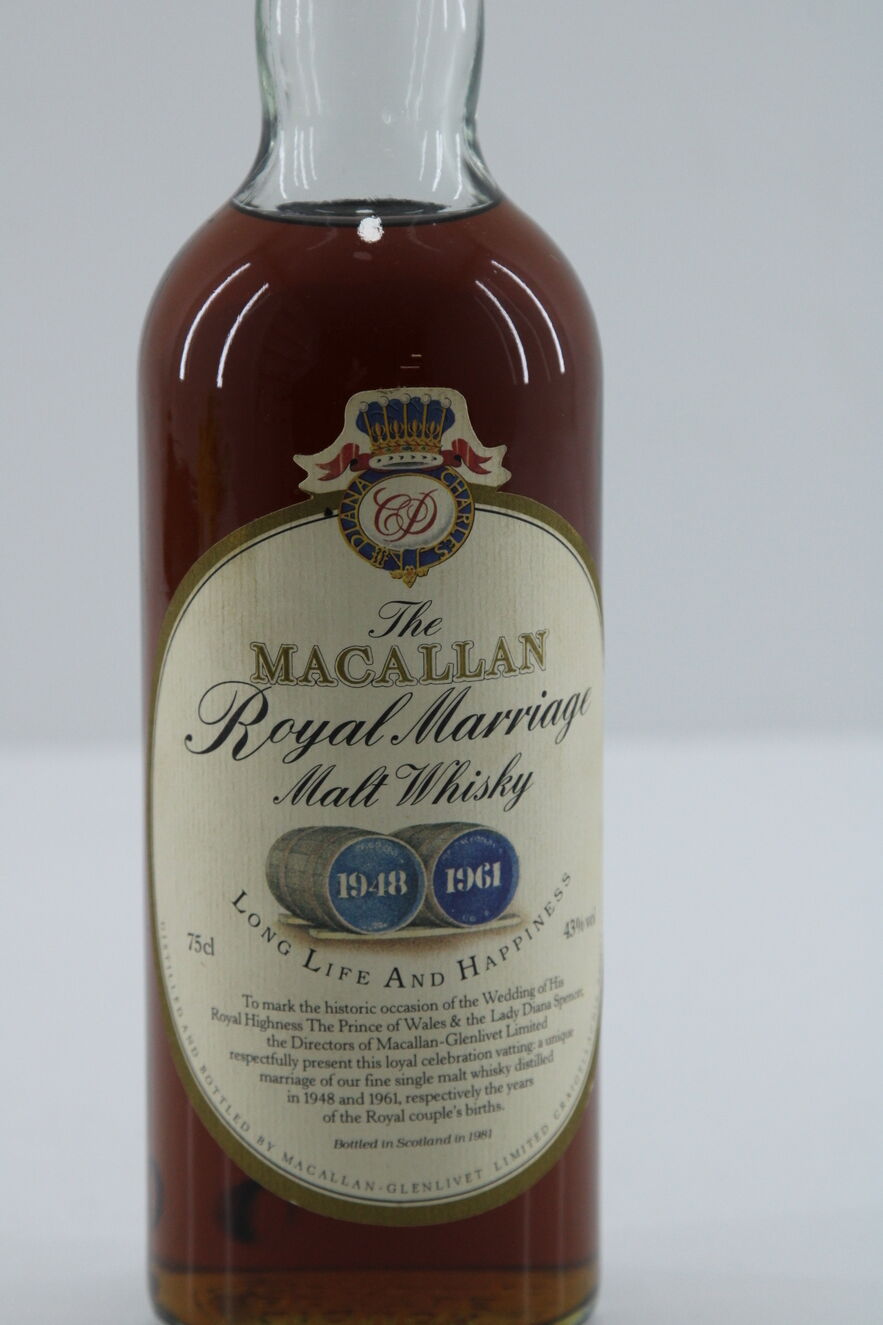 DIANA CHARLES
CD
The
MACALLAN
Royal Marriage
Malt Whisky
1948 1961
LONG LIFE AND HAPPINESS
75cl
43% vol
To mark the historic occasion of the Wedding of His
Royal Highness The Prince of Wales & the Lady Diana Spencer,
the Directors of Macallan-Glenlivet Limited
respectfully present this loyal celebration vatting: a unique
marriage of our fine single malt whisky distilled
in 1948 and 1961, respectively the years
of the Royal couple's births.
Bottled in Scotland in 1981
DISTILLED AND BOTTLED BY MACALLAN-GLENLIVET LIMITED